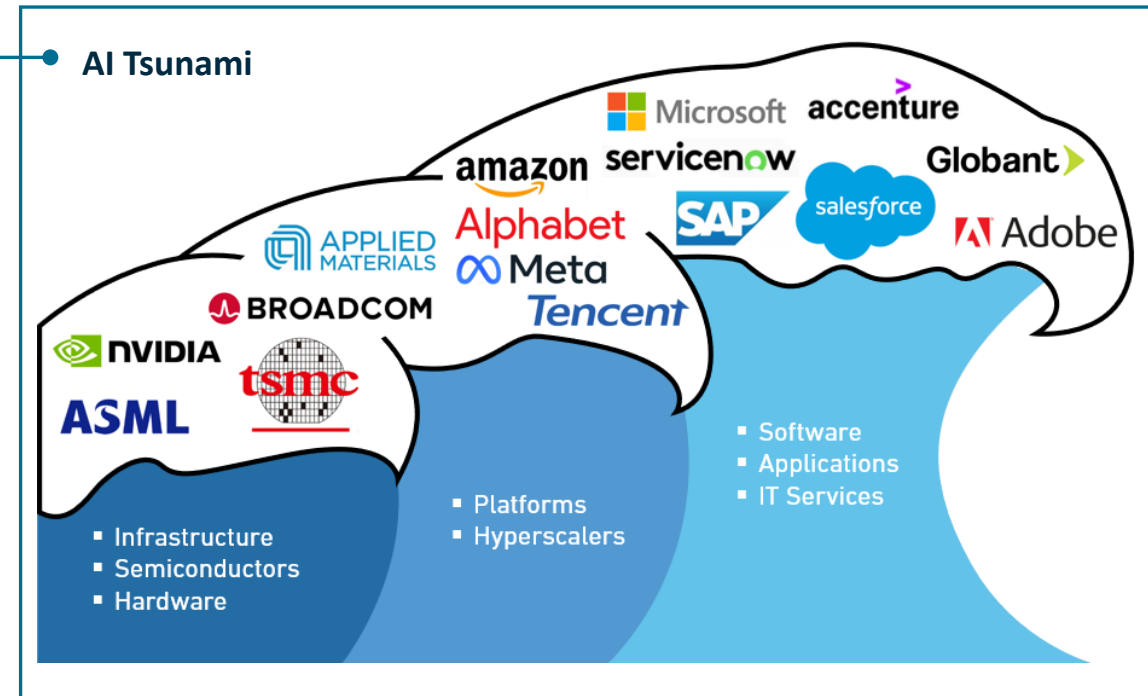 AI Tsunami
Microsoft
accenture
amazon
servicenow
Globant
Alphabet
SAP
salesforce
Adobe
APPLIED
MATERIALS
Meta
BROADCOM
Tencent
NVIDIA
tsmc
ASML
▪ Infrastructure
▪ Semiconductors
▪ Hardware
▪ Platforms
▪ Hyperscalers
▪ Software
▪ Applications
▪ IT Services